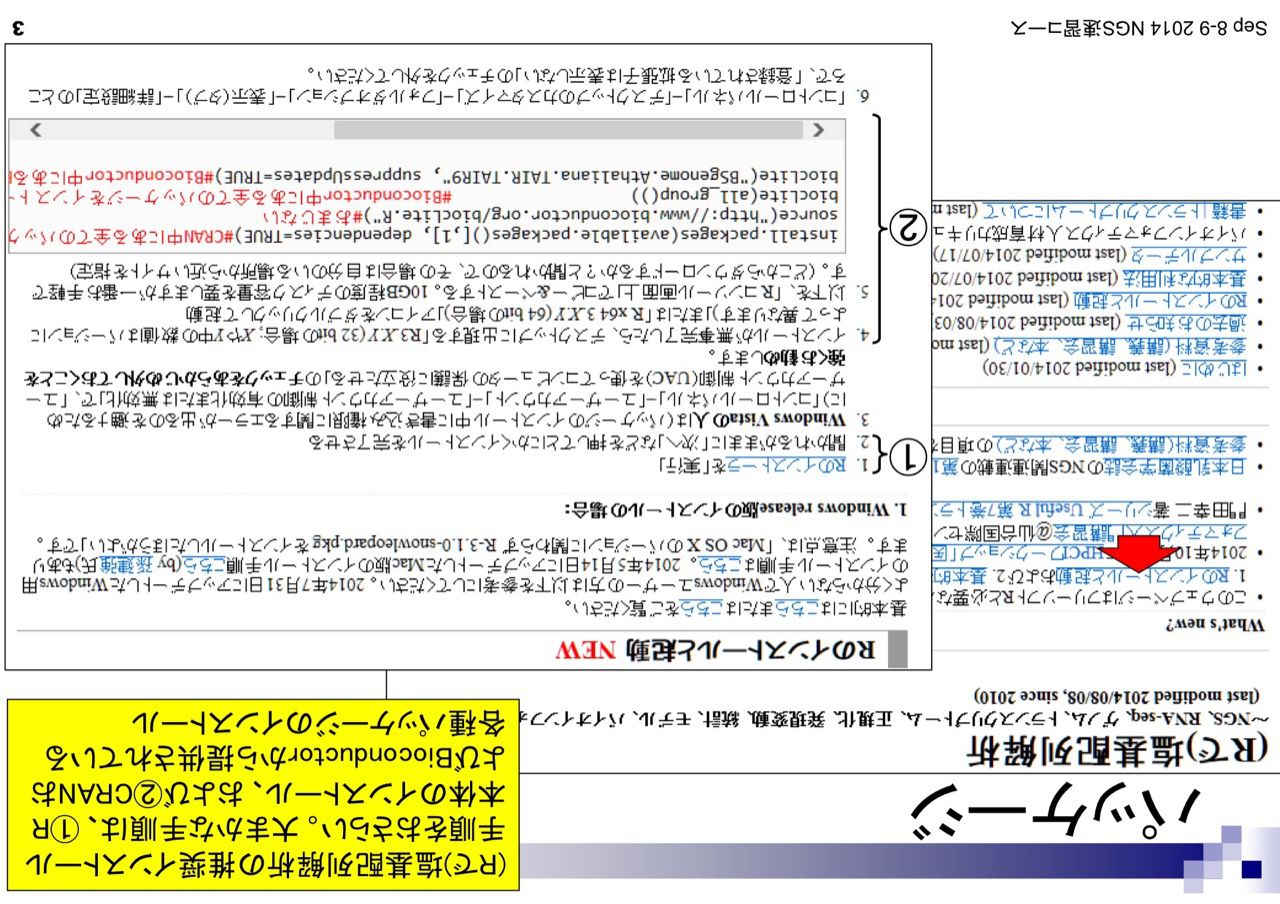 パッケージ
(Rで)塩基配列解析の推奨インストール
手順をおさらい。大まかな手順は、①R
本体のインストール、および②CRANお
よびBioconductorから提供されている
各種パッケージのインストール
(Rで)塩基配列解析
～NGS、RNA-seq、ゲノム、トランスクリプトーム、正規化、発現変動、統計、モデル、バイオインフォ
(last modified 2014/08/08, since 2010)
What's new?
このウェブページはフリーソフトRと必要な
1. Rのインストールと起動および2. 基本的
2014年10月
HPCIワークショップ「医
フォマティクス人
講習会@仙台国際セン
門田幸二 著シリーズ Useful R 第7巻トラン
日本乳酸菌学会誌のNGS関連連載の第1
参考資料(講義、講習会、本など)の項目を
はじめに (last modified 2014/01/30)
参考資料(講義、講習会、本など) (last mo
過去のお知らせ (last modified 2014/08/03
Rのインストールと起動 (last modified 2014
基本的な利用法 (last modified 2014/07/20
サンプルデータ (last modified 2014/07/17)
バイオインフォマティクス人材育成カリキュ
書籍 | トランスクリプトーム | について (last m
Rのインストールと起動 NEW
基本的にはこちらまたはこちらをご覧ください。
よく分からない人でWindowsユーザーの方は以下を参考にしてください。2014年7月31日にアップデートしたWindows用
のインストール手順はこちら。2014年5月14日にアップデートしたMac版のインストール手順こちら(by 孫建強氏)もあり
ます。注意点は、「Mac OS X のバージョンに関わらず R-3.1.0-snowleopard.pkg をインストールしたほうがよい」です。
1. Windows release版のインストールの場合:
1. Rのインストーラを「実行」
2. 聞かれるがままに「次へ」などを押してとにかくインストールを完了させる
①
3. Windows Vistaの人は(パッケージのインストール中に書き込み権限に関するエラーが出るのを避けるため
に)「コントロールパネル」-「ユーザーアカウント」-「ユーザーアカウント制御の有効化または無効化」で、「ユー
ザーアカウント制御(UAC)を使ってコンピュータの保護に役立たせる」のチェックをあらかじめ外しておくことを
強くお勧めします。
4. インストールが無事完了したら、デスクトップに出現する「R3.X.Y (32 bitの場合; XやY中の数値はバージョンに
よって異なります)」または「R x64 3.X.Y (64 bitの場合)」アイコンをダブルクリックして起動
5. 以下を、「R コンソール画面上」でコピー&ペーストする。10GB程度のディスク容量を要しますが一番お手軽で
す。(どこからダウンロードするか？と聞かれるので、その場合は自分のいる場所から近いサイトを指定)
②
install.packages(available.packages()[,1], dependencies=TRUE)#CRAN中にある全てのパック
source("http://www.bioconductor.org/biocLite.R")#おまじない
biocLite(all_group()) #Bioconductor中にある全てのパッケージをインスト
biocLite("BSgenome.Athaliana.TAIR.TAIR9", suppressUpdates=TRUE)#Bioconductor中にある
6. 「コントロールパネル」-「デスクトップのカスタマイズ」-「フォルダオプション」-「表示(タブ)」-「詳細設定」のとこ
ろで、「登録されている拡張子は表示しない」のチェックを外してください。
Sep 8-9 2014 NGS速習コース
3